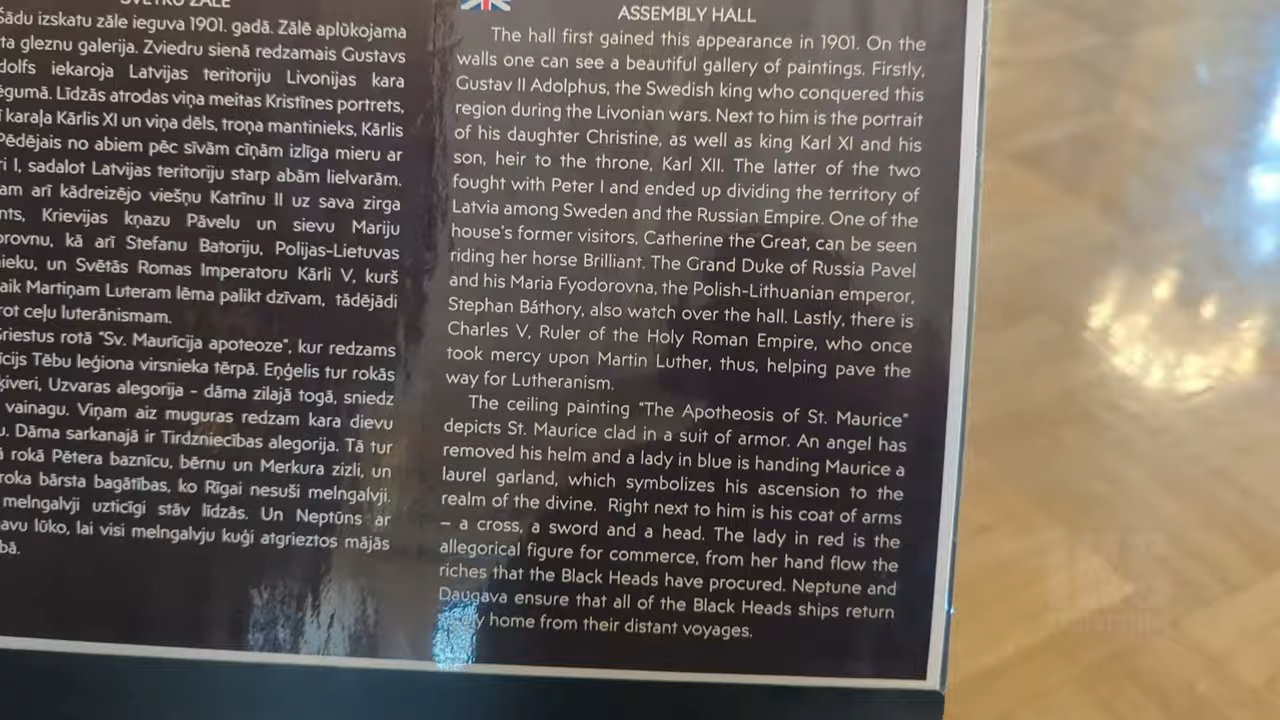 SVĒTKU ZĀLE
Šādu izskatu zāle ieguva 1901. gadā. Zālē aplūkojama
gleznu galerija. Zviedru sienā redzamais Gustavs
iekaroja Latvijas teritoriju Livonijas kara
Līdzās atrodas viņa meitas Kristīnes portrets,
karaļa Kārlis XI un viņa dēls, troņa mantinieks, Kārlis
Pēdējais no abiem pēc sīvām cīņām izlīga mieru ar
I, sadalot Latvijas teritoriju starp abām lielvarām.
arī kādreizējo viešņu Katrīnu II uz sava zirga
Krievijas kņazu Pāvelu un sievu Mariju
kā arī Stefanu Batoriju, Polijas-Lietuvas
un Svētās Romas Imperatoru Kārli V, kurš
Martiņam Luteram lēma palikt dzīvam, tādējādi
ceļu luterānismam.
Griestus rotā "Sv. Maurīcija apoteoze", kur redzams
Tēbu leģiona virsnieka tērpā. Eņģelis tur rokās
Uzvaras alegorija - dāma zilajā togā, sniedz
vainagu. Viņam aiz muguras redzam kara dievu
Dāma sarkanajā ir Tirdzniecības alegorija. Tā tur
rokā Pētera baznīcu, bērnu un Merkura zizli, un
bārsta bagātības, ko Rīgai nesuši melngalvji.
melngalvji uzticīgi stāv līdzās. Un Neptūns ar
lūko, lai visi melngalvju kuģi atgrieztos mājās
ASSEMBLY HALL
The hall first gained this appearance in 1901. On the
walls one can see a beautiful gallery of paintings. Firstly,
Gustav II Adolphus, the Swedish king who conquered this
region during the Livonian wars. Next to him is the portrait
of his daughter Christine, as well as king Karl XI and his
son, heir to the throne, Karl XII. The latter of the two
fought with Peter I and ended up dividing the territory of
Latvia among Sweden and the Russian Empire. One of the
house's former visitors, Catherine the Great, can be seen
riding her horse Brilliant. The Grand Duke of Russia Pavel
and his Maria Fyodorovna, the Polish-Lithuanian emperor,
Stephan Báthory, also watch over the hall. Lastly, there is
Charles V, Ruler of the Holy Roman Empire, who once
took mercy upon Martin Luther, thus, helping pave the
way for Lutheranism.
The ceiling painting "The Apotheosis of St. Maurice"
depicts St. Maurice clad in a suit of armor. An angel has
removed his helm and a lady in blue is handing Maurice a
laurel garland, which symbolizes his ascension to the
realm of the divine. Right next to him is his coat of arms
– a cross, a sword and a head. The lady in red is the
allegorical figure for commerce, from her hand flow the
riches that the Black Heads have procured. Neptune and
Daugava ensure that all of the Black Heads ships return
home from their distant voyages.